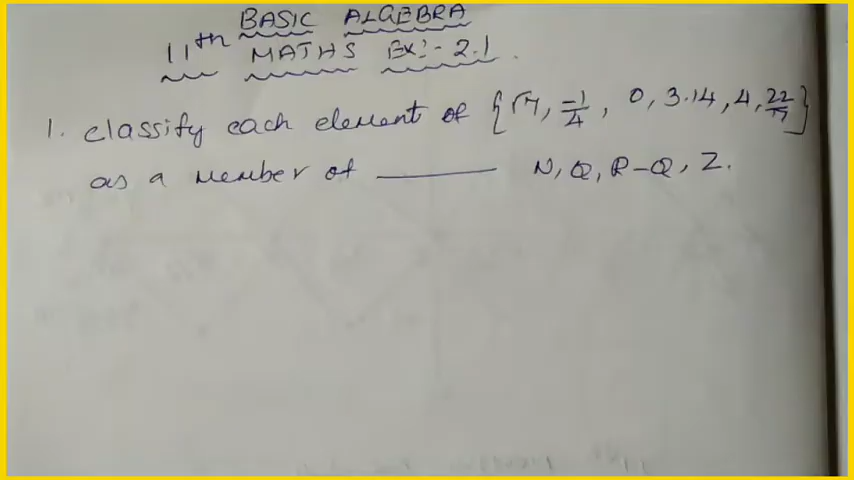 BASIC ALGEBRA
11th MATHS EX:- 2.1.
1. classify each element of {√7, -1/4, 0, 3.14, 4, 22/7}
as a member of ______ N, Q, R-Q, Z.